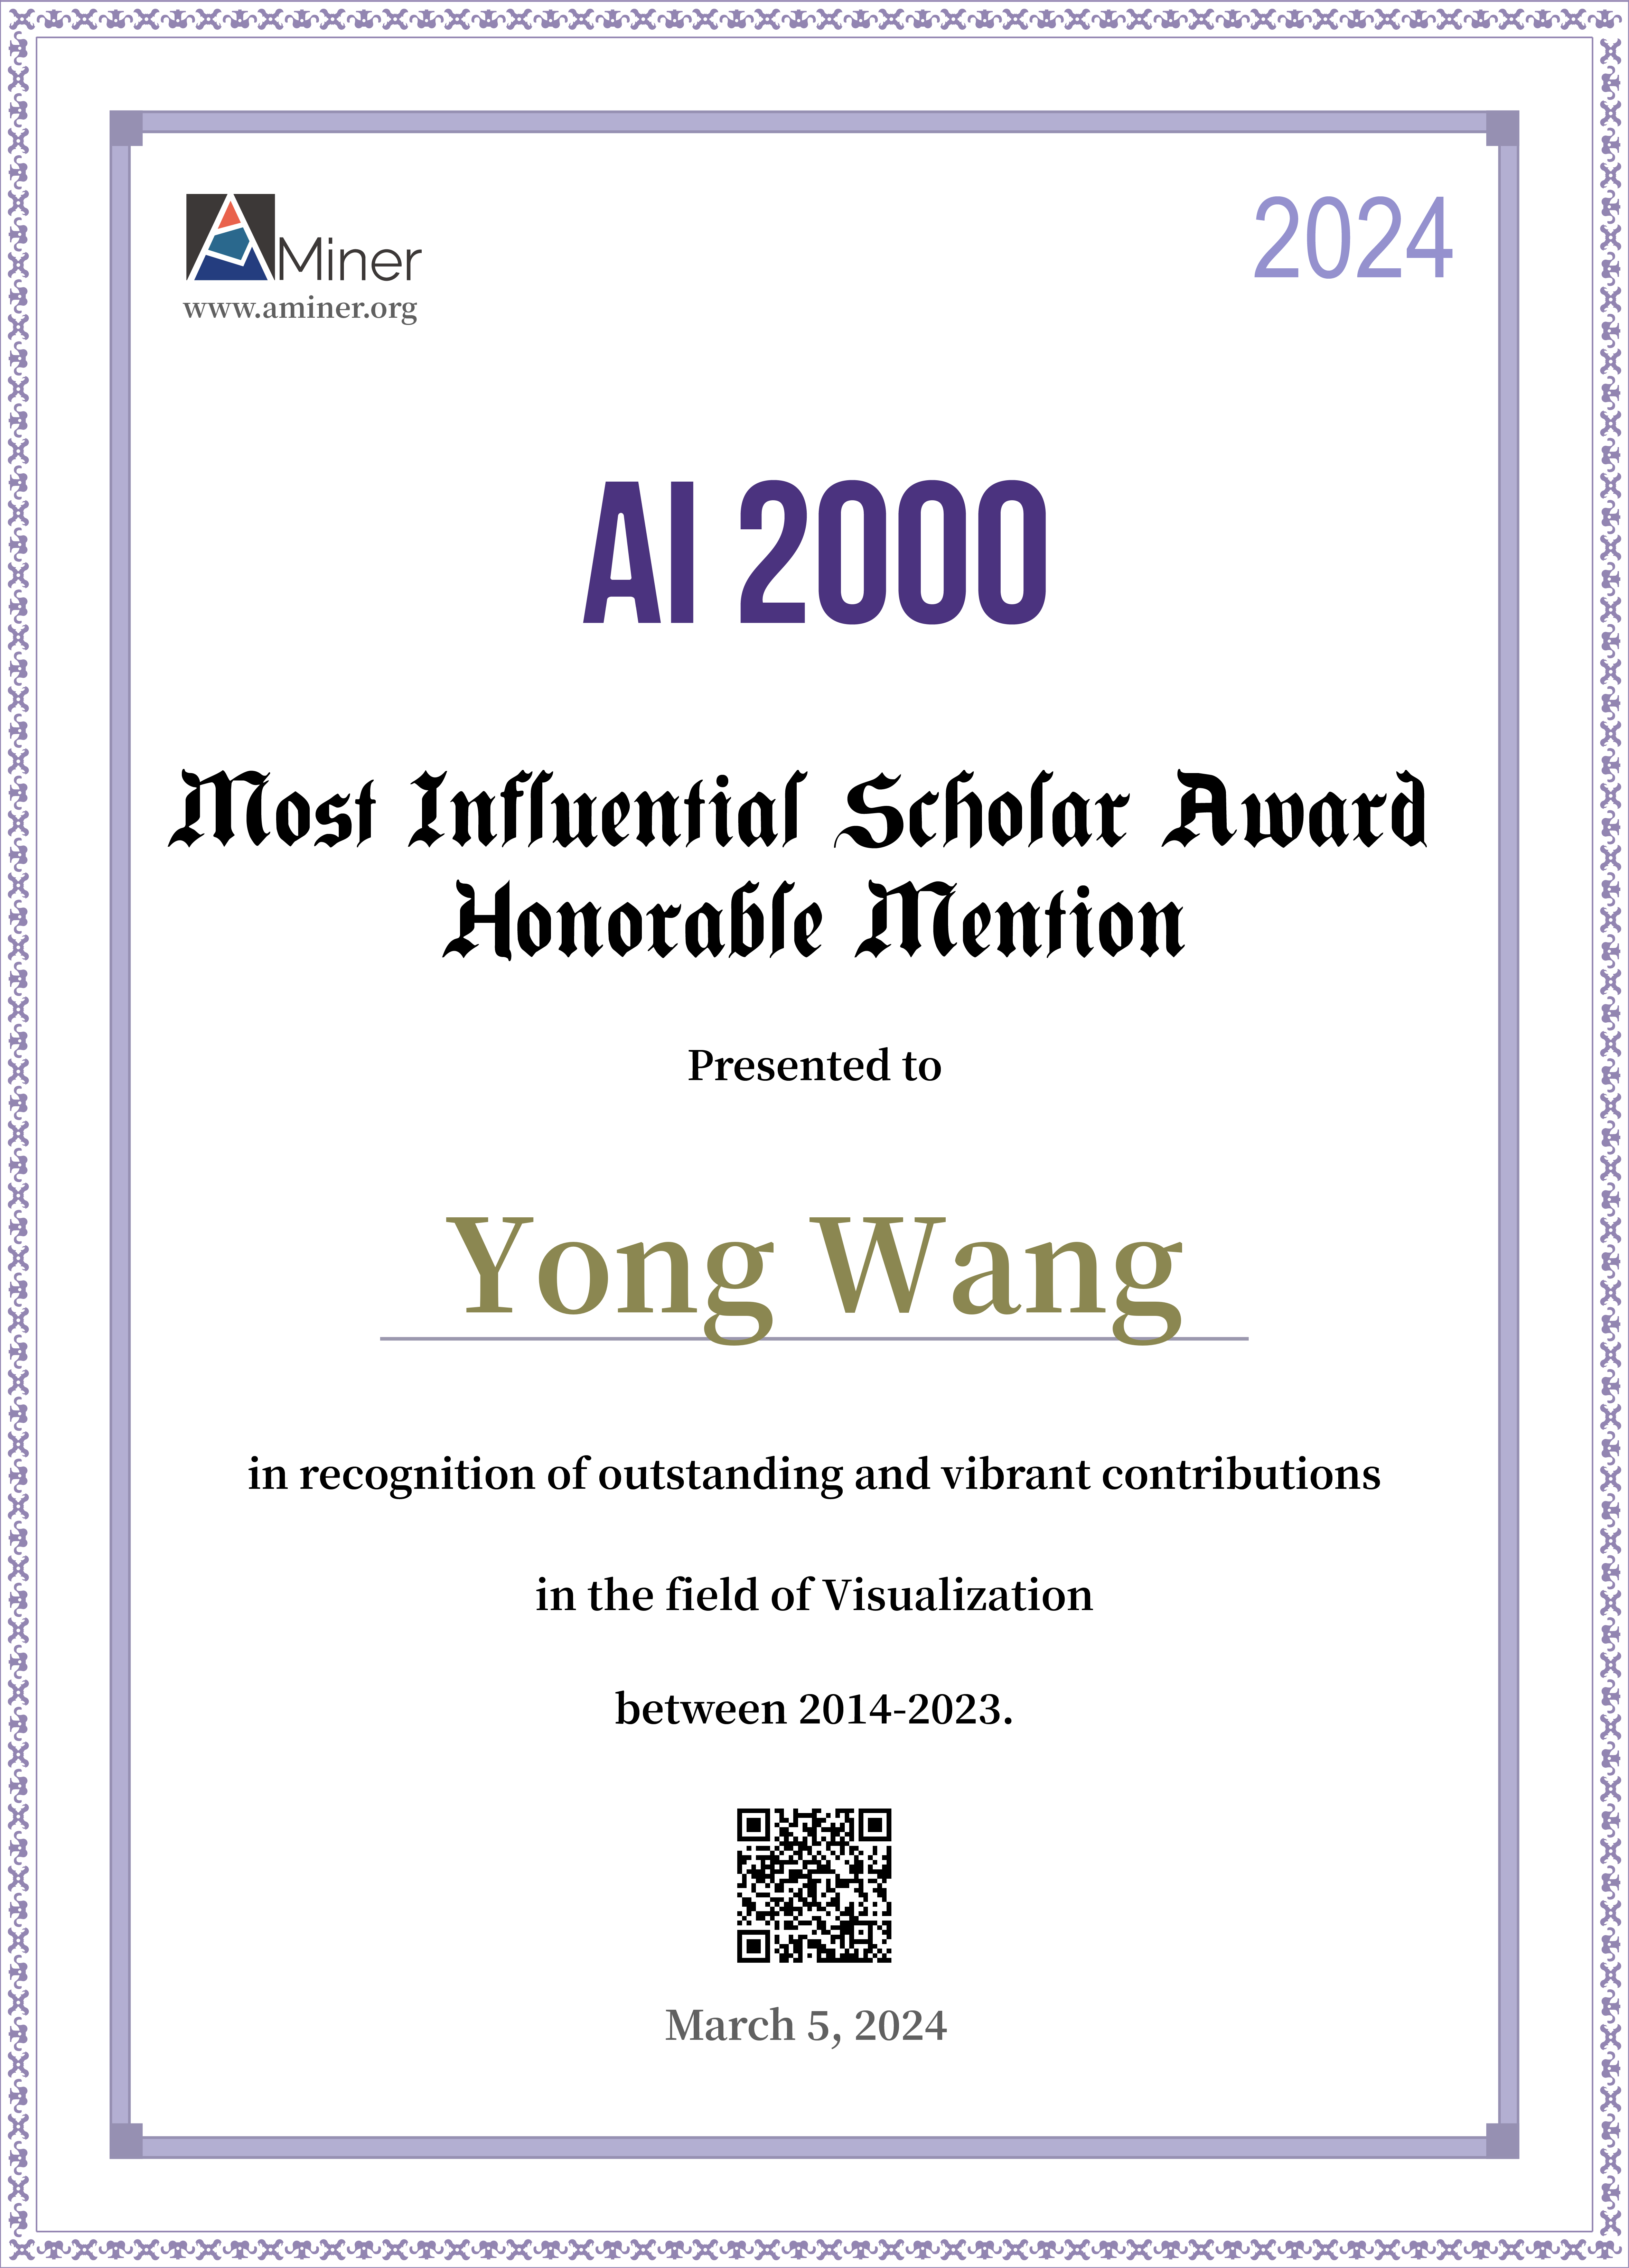 AMiner
www.aminer.org
2024
AI 2000
Most Influential Scholar Award
Honorable Mention
Presented to
Yong Wang
in recognition of outstanding and vibrant contributions
in the field of Visualization
between 2014-2023.
March 5, 2024